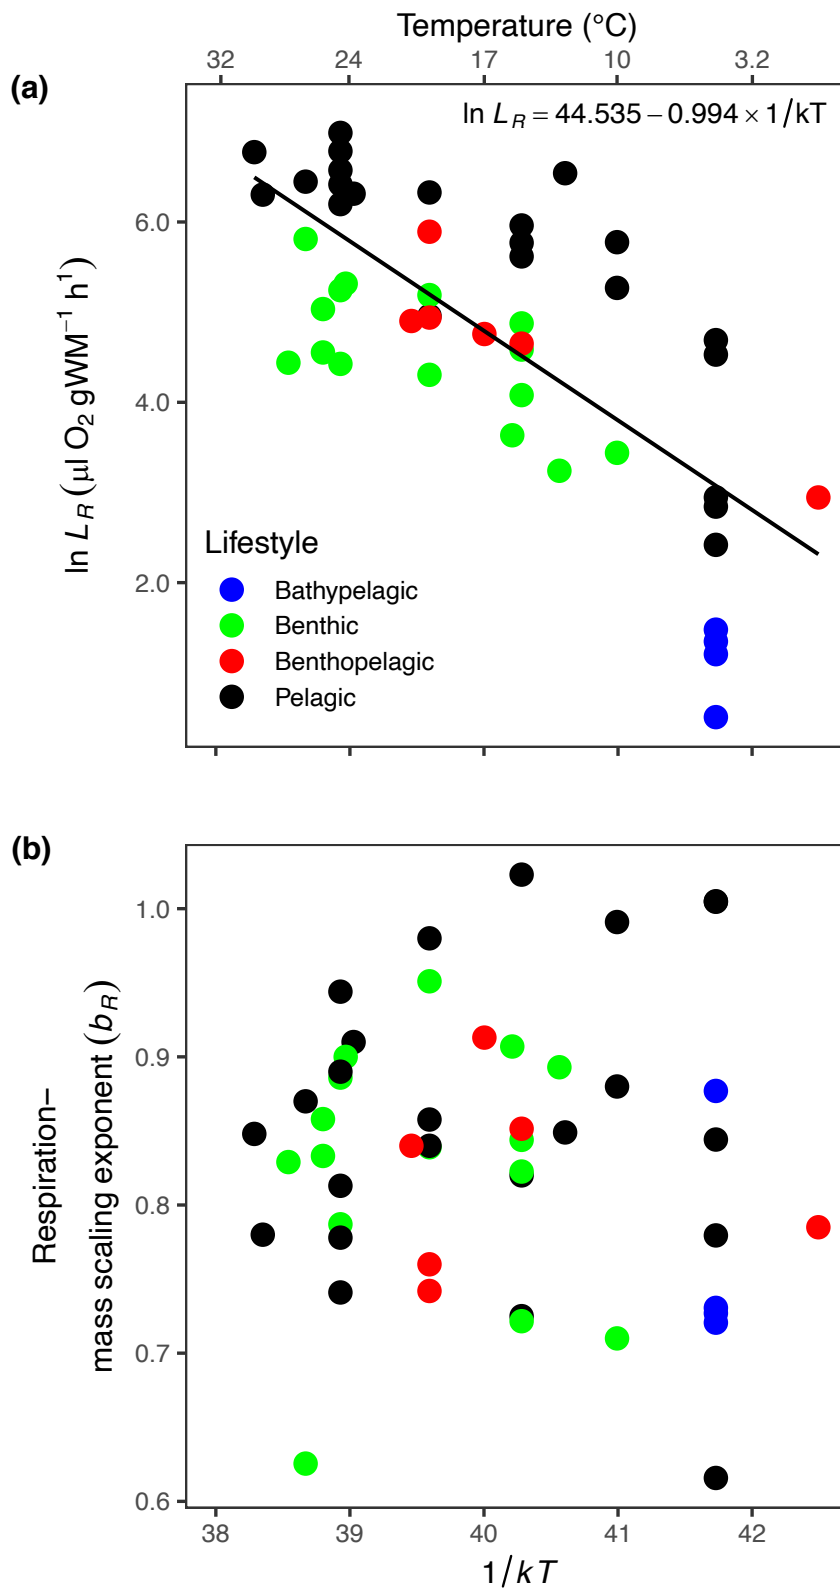 Temperature (°C)
32 24 17 10 3.2
(a)
ln L_R = 44.535 − 0.994 × 1/kT
6.0
4.0
2.0
ln L_R (µl O₂ gWM⁻¹ h¹)
Lifestyle
Bathypelagic
Benthic
Benthopelagic
Pelagic
(b)
1.0
0.9
0.8
0.7
0.6
Respiration–
mass scaling exponent (b_R)
38 39 40 41 42
1/kT